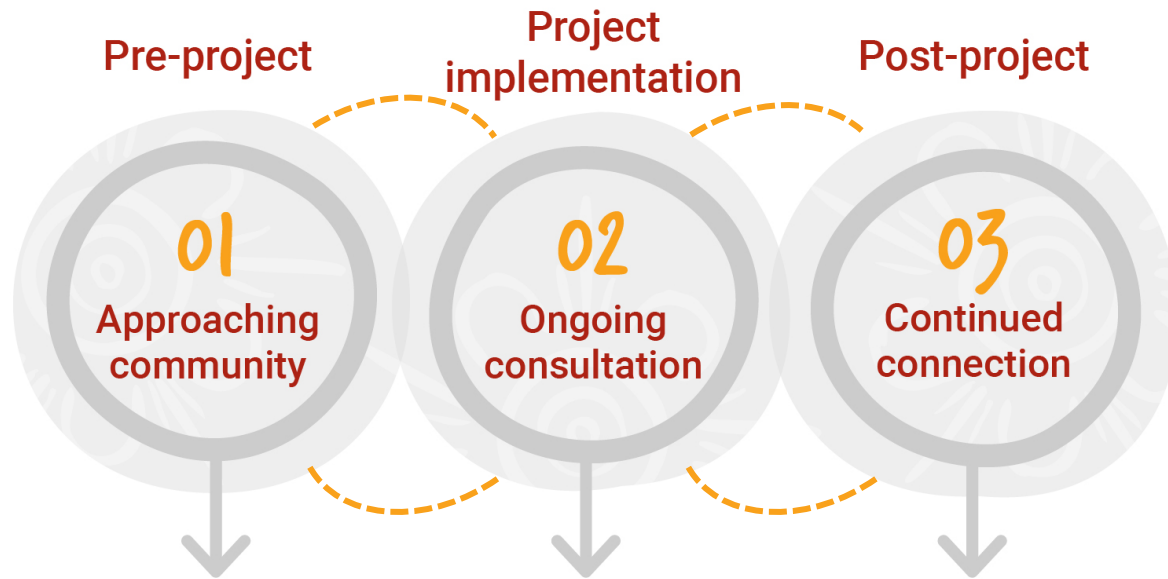 Pre-project
Project
implementation
Post-project
01
Approaching
community
02
Ongoing
consultation
03
Continued
connection